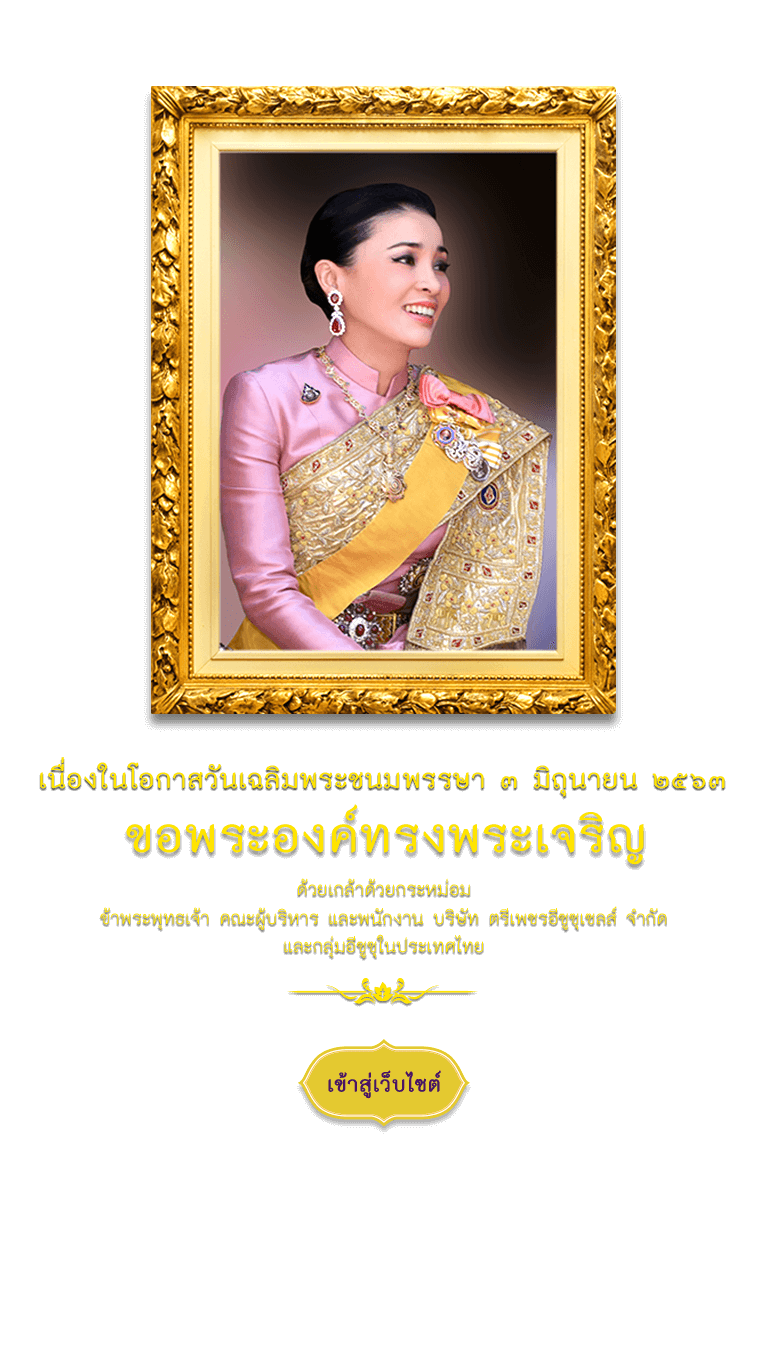 เนื่องในโอกาสวันเฉลิมพระชนมพรรษา ๓ มิถุนายน ๒๕๖๓
ขอพระองค์ทรงพระเจริญ
ด้วยเกล้าด้วยกระหม่อม
ข้าพระพุทธเจ้า คณะผู้บริหาร และพนักงาน บริษัท ตรีเพชรอีซูซุเซลส์ จำกัด
และกลุ่มอีซูซุในประเทศไทย
เข้าสู่เว็บไซต์